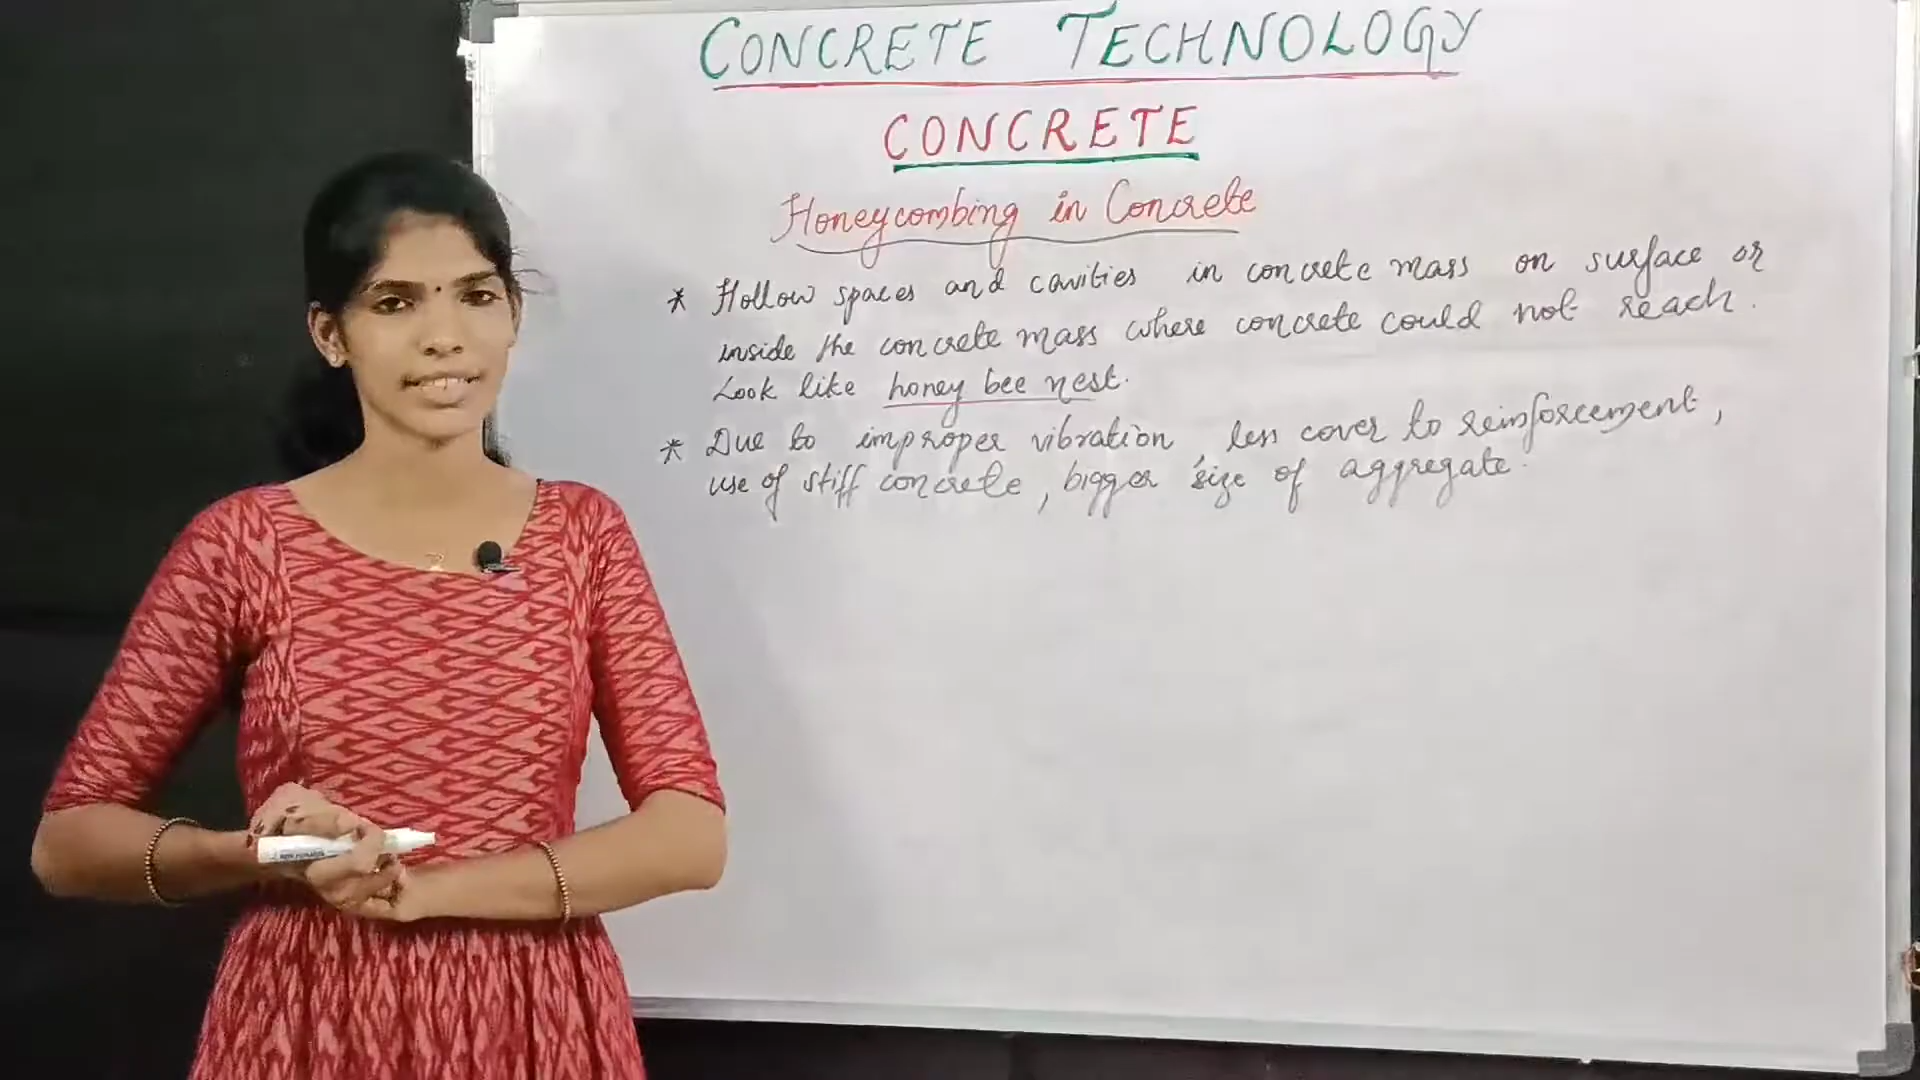 CONCRETE TECHNOLOGY
CONCRETE
Honeycombing in Concrete
* Hollow spaces and cavities in concrete mass on surface or
inside the concrete mass where concrete could not reach.
Look like honey bee nest.
* Due to improper vibration, less cover to reinforcement,
use of stiff concrete, bigger size of aggregate.